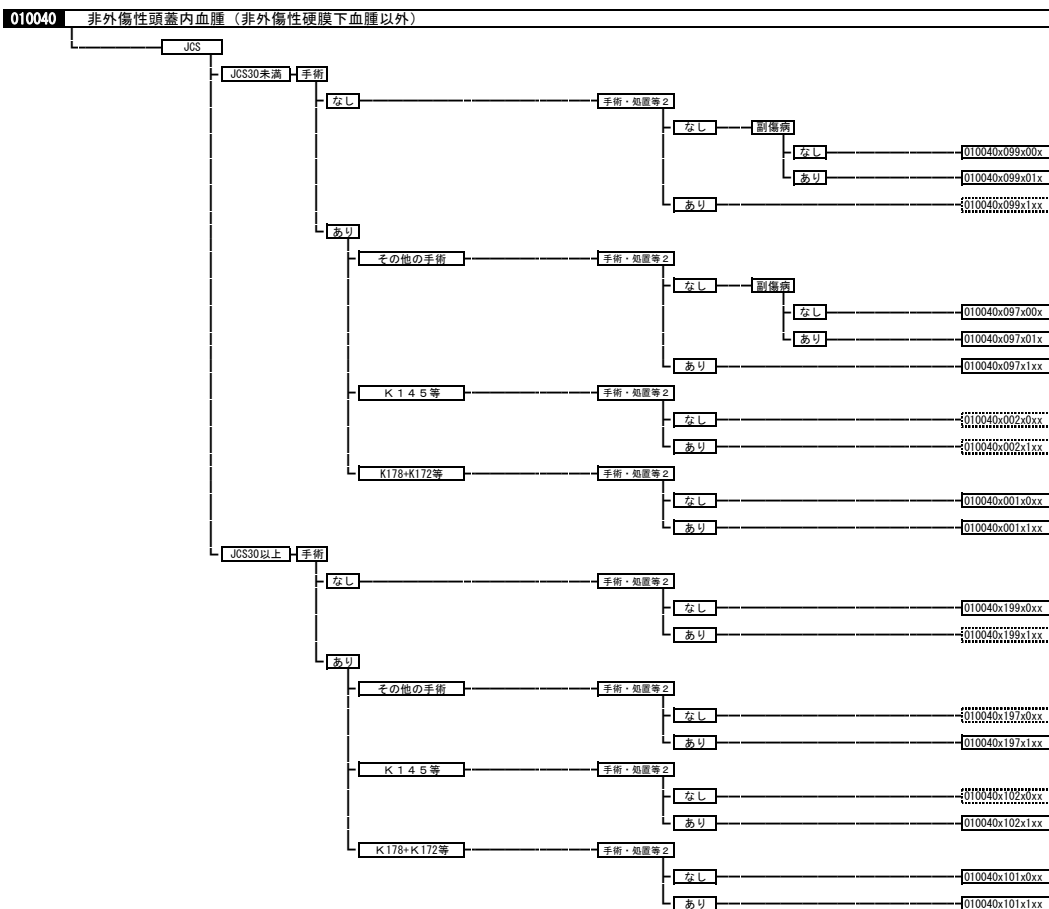 010040 非外傷性頭蓋内血腫（非外傷性硬膜下血腫以外）
JCS
JCS30未満 手術
なし 手術・処置等２
なし 副傷病
なし 010040x099x00x
あり 010040x099x01x
あり 010040x099x1xx
あり
その他の手術 手術・処置等２
なし 副傷病
なし 010040x097x00x
あり 010040x097x01x
あり 010040x097x1xx
Ｋ１４５等 手術・処置等２
なし 010040x002x0xx
あり 010040x002x1xx
K178+K172等 手術・処置等２
なし 010040x001x0xx
あり 010040x001x1xx
JCS30以上 手術
なし 手術・処置等２
なし 010040x199x0xx
あり 010040x199x1xx
あり
その他の手術 手術・処置等２
なし 010040x197x0xx
あり 010040x197x1xx
Ｋ１４５等 手術・処置等２
なし 010040x102x0xx
あり 010040x102x1xx
Ｋ178+Ｋ172等 手術・処置等２
なし 010040x101x0xx
あり 010040x101x1xx